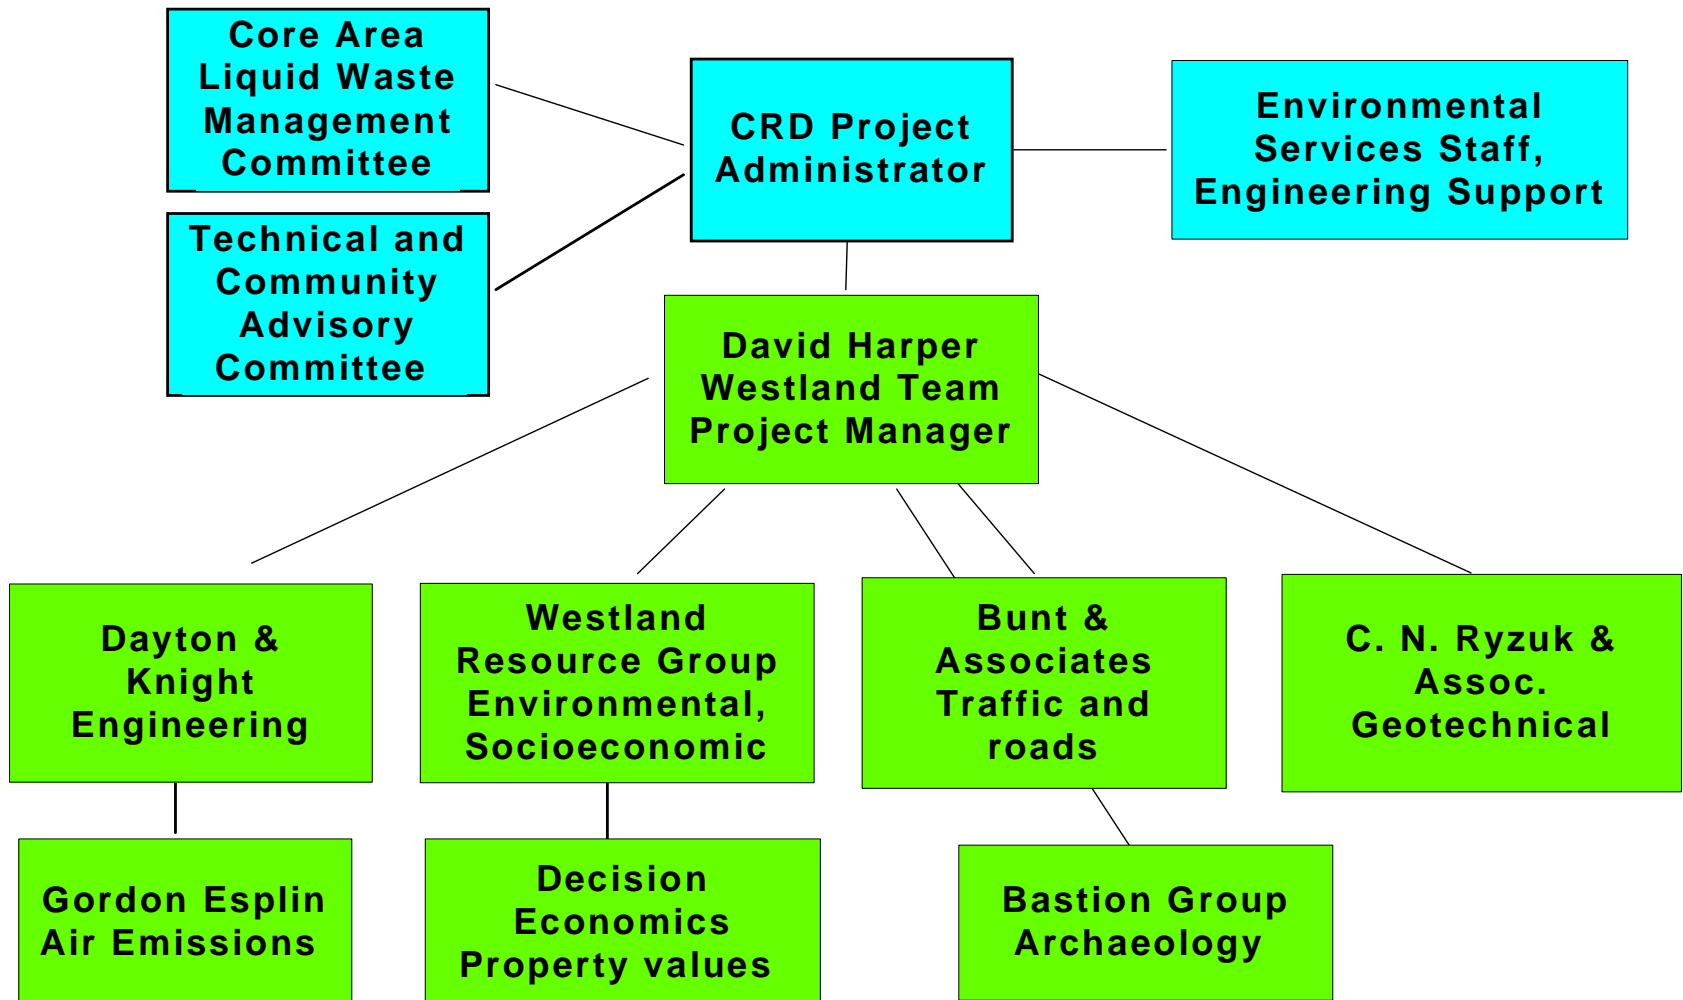 Core Area
Liquid Waste
Management
Committee
CRD Project
Administrator
Environmental
Services Staff,
Engineering Support
Technical and
Community
Advisory
Committee
David Harper
Westland Team
Project Manager
Dayton &
Knight
Engineering
Westland
Resource Group
Environmental,
Socioeconomic
Bunt &
Associates
Traffic and
roads
C. N. Ryzuk &
Assoc.
Geotechnical
Gordon Esplin
Air Emissions
Decision
Economics
Property values
Bastion Group
Archaeology